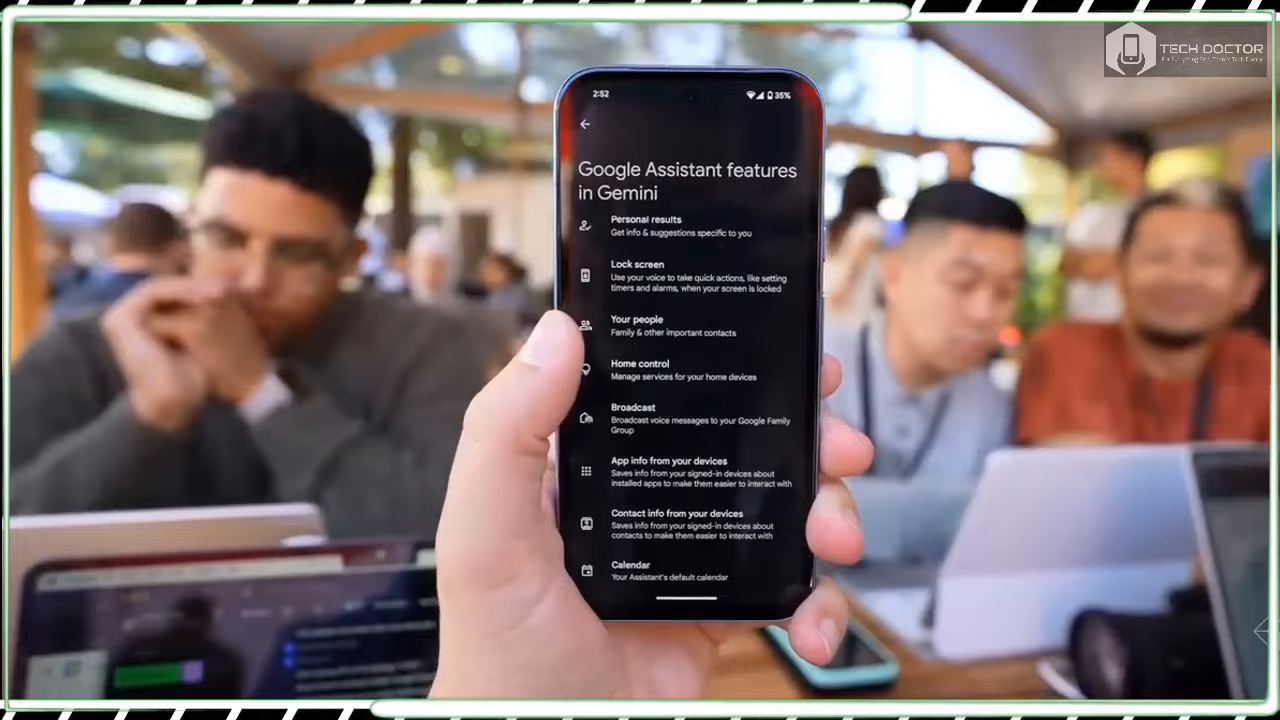 TECH DOCTOR
2:52
35%
Google Assistant features
in Gemini
Personal results
Get info & suggestions specific to you
Lock screen
Use your voice to take quick actions, like setting
timers and alarms, when your screen is locked
Your people
Family & other important contacts
Home control
Manage services for your home devices
Broadcast
Broadcast voice messages to your Google Family
Group
App info from your devices
Saves info from your signed-in devices about
installed apps to make them easier to interact with
Contact info from your devices
Saves info from your signed-in devices about
contacts to make them easier to interact with
Calendar
Your Assistant's default calendar